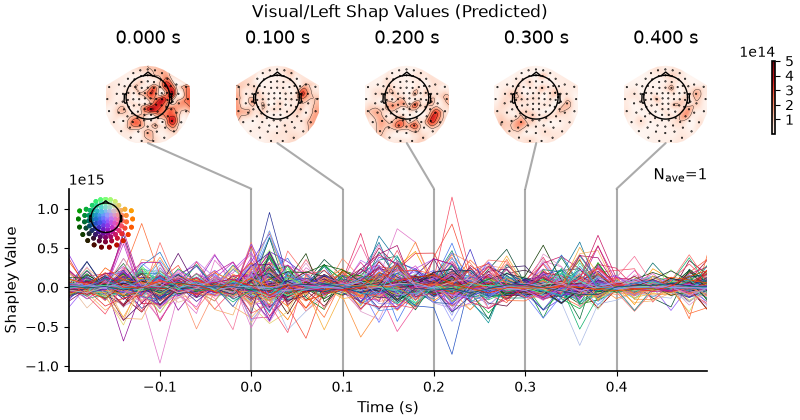 Visual/Left Shap Values (Predicted)
0.000 s 0.100 s 0.200 s 0.300 s 0.400 s
1e14
5
4
3
2
1
N_ave=1
1e15
1.0
0.5
0.0
−0.5
−1.0
Shapley Value
−0.1 0.0 0.1 0.2 0.3 0.4
Time (s)